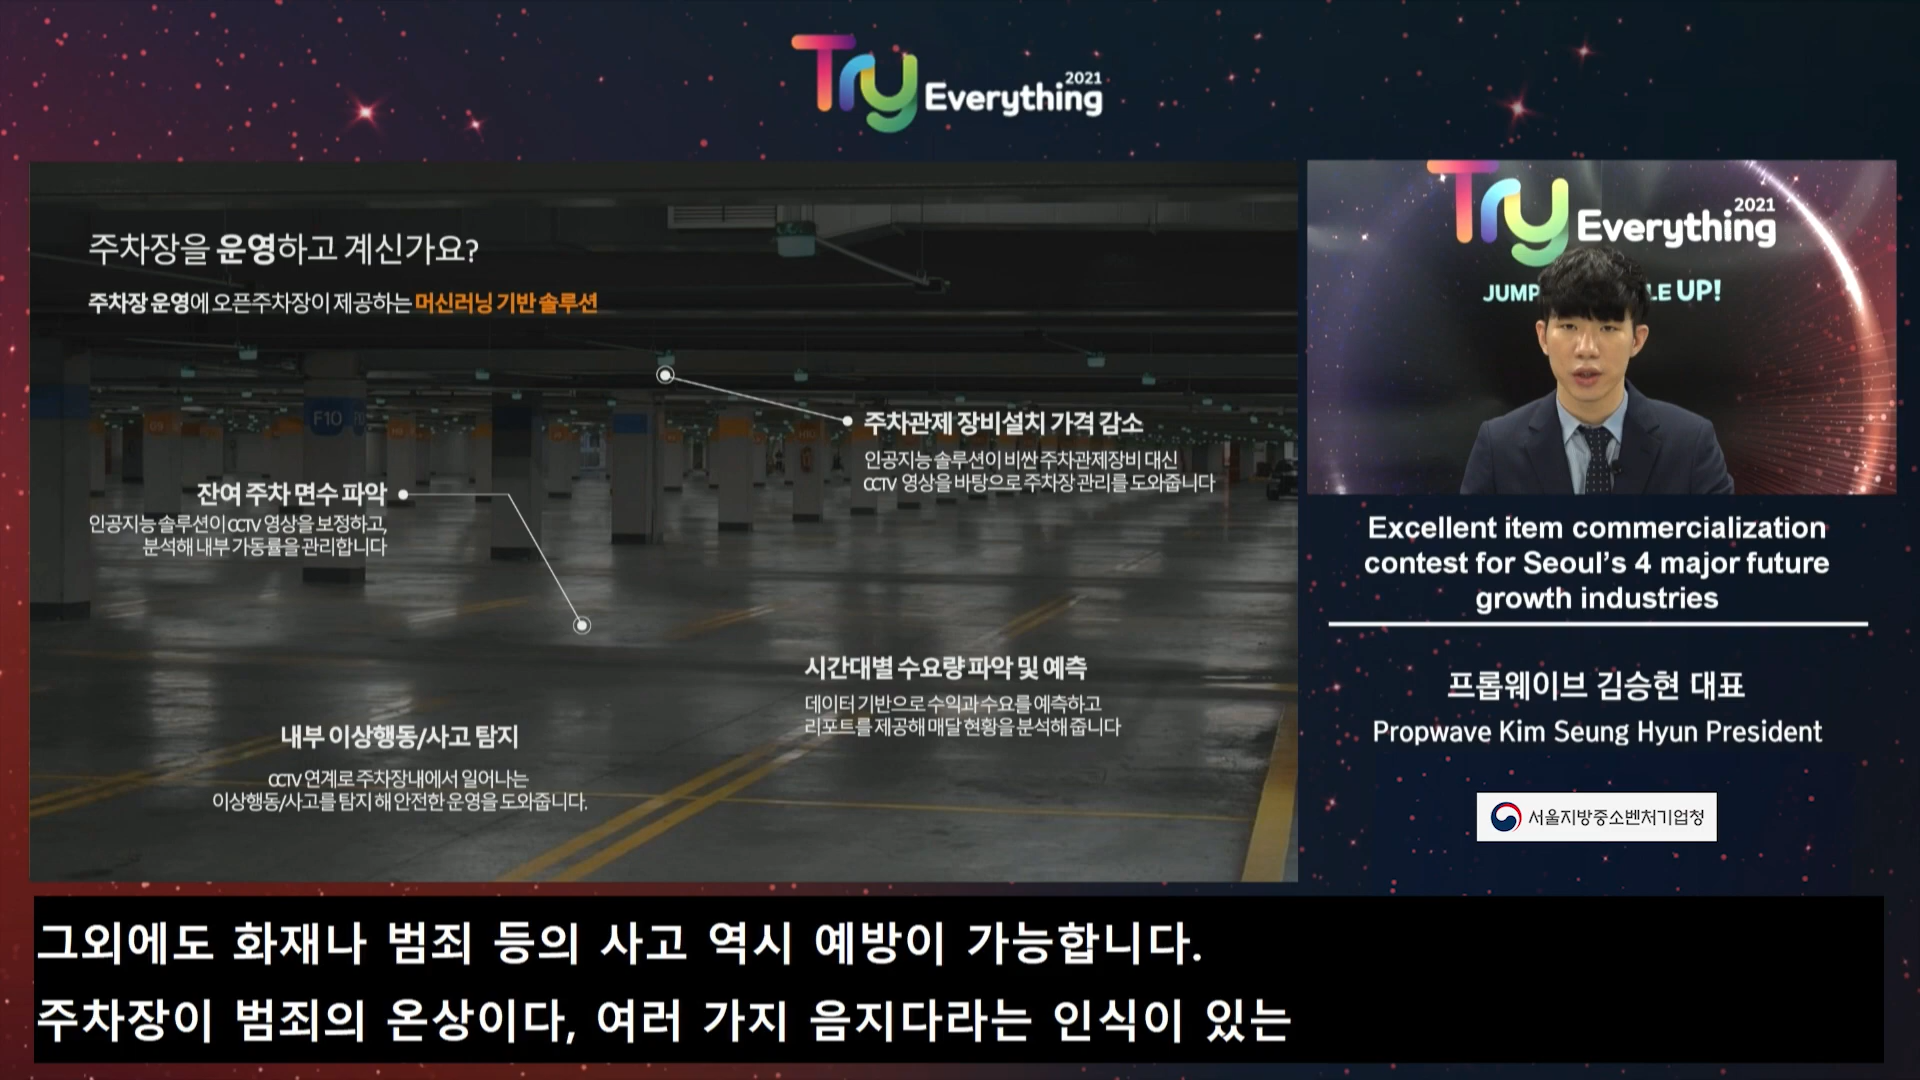 Try Everything 2021
주차장을 운영하고 계신가요?
주차장 운영에 오픈주차장이 제공하는 머신러닝 기반 솔루션
F10
주차관제 장비설치 가격 감소
인공지능 솔루션이 비싼 주차관제장비 대신
CCTV 영상을 바탕으로 주차장 관리를 도와줍니다
잔여 주차 면수 파악
인공지능 솔루션이 CCTV 영상을 보정하고,
분석해 내부 가동률을 관리합니다
시간대별 수요량 파악 및 예측
데이터 기반으로 수익과 수요를 예측하고
리포트를 제공해 매달 현황을 분석해 줍니다
내부 이상행동/사고 탐지
CCTV 연계로 주차장내에서 일어나는
이상행동/사고를 탐지해 안전한 운영을 도와줍니다.
Try Everything 2021
JUMP LE UP!
Excellent item commercialization
contest for Seoul's 4 major future
growth industries
프롭웨이브 김승현 대표
Propwave Kim Seung Hyun President
서울지방중소벤처기업청
그외에도 화재나 범죄 등의 사고 역시 예방이 가능합니다.
주차장이 범죄의 온상이다, 여러 가지 음지다라는 인식이 있는